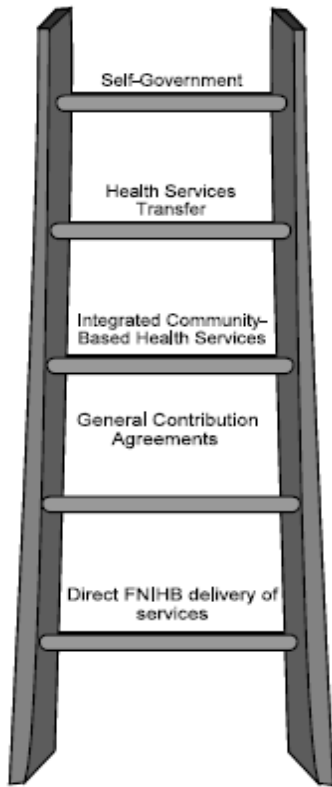 Self-Government
Health Services
Transfer
Integrated Community-
Based Health Services
General Contribution
Agreements
Direct FNIHB delivery of
services